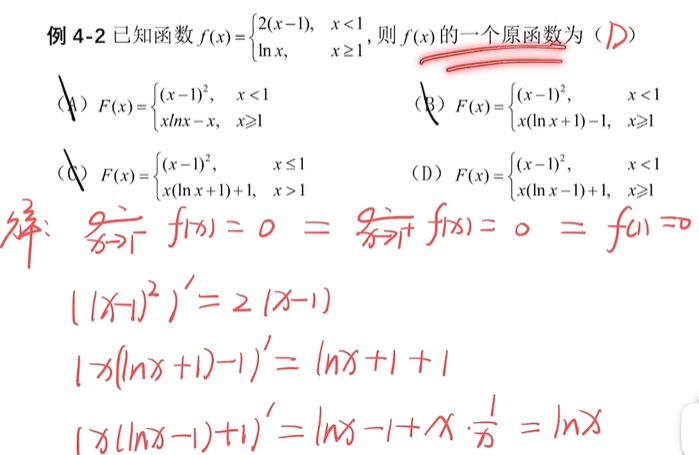 例 4-2 已知函数 f(x)={2(x−1), x<1; ln x, x≥1, 则 f(x) 的一个原函数为（D）
（A）F(x)={(x−1)², x<1; xlnx−x, x⩾1
（B）F(x)={(x−1)², x<1; x(ln x+1)−1, x⩾1
（C）F(x)={(x−1)², x≤1; x(ln x+1)+1, x>1
（D）F(x)={(x−1)², x<1; x(ln x−1)+1, x⩾1
解: lim x→1⁻ f(x)=0 = lim x→1⁺ f(x)=0 = f(1)=0
((x−1)²)′=2(x−1)
(x(lnx+1)−1)′=lnx+1+1
(x(lnx−1)+1)′=lnx−1+x·1/x=lnx